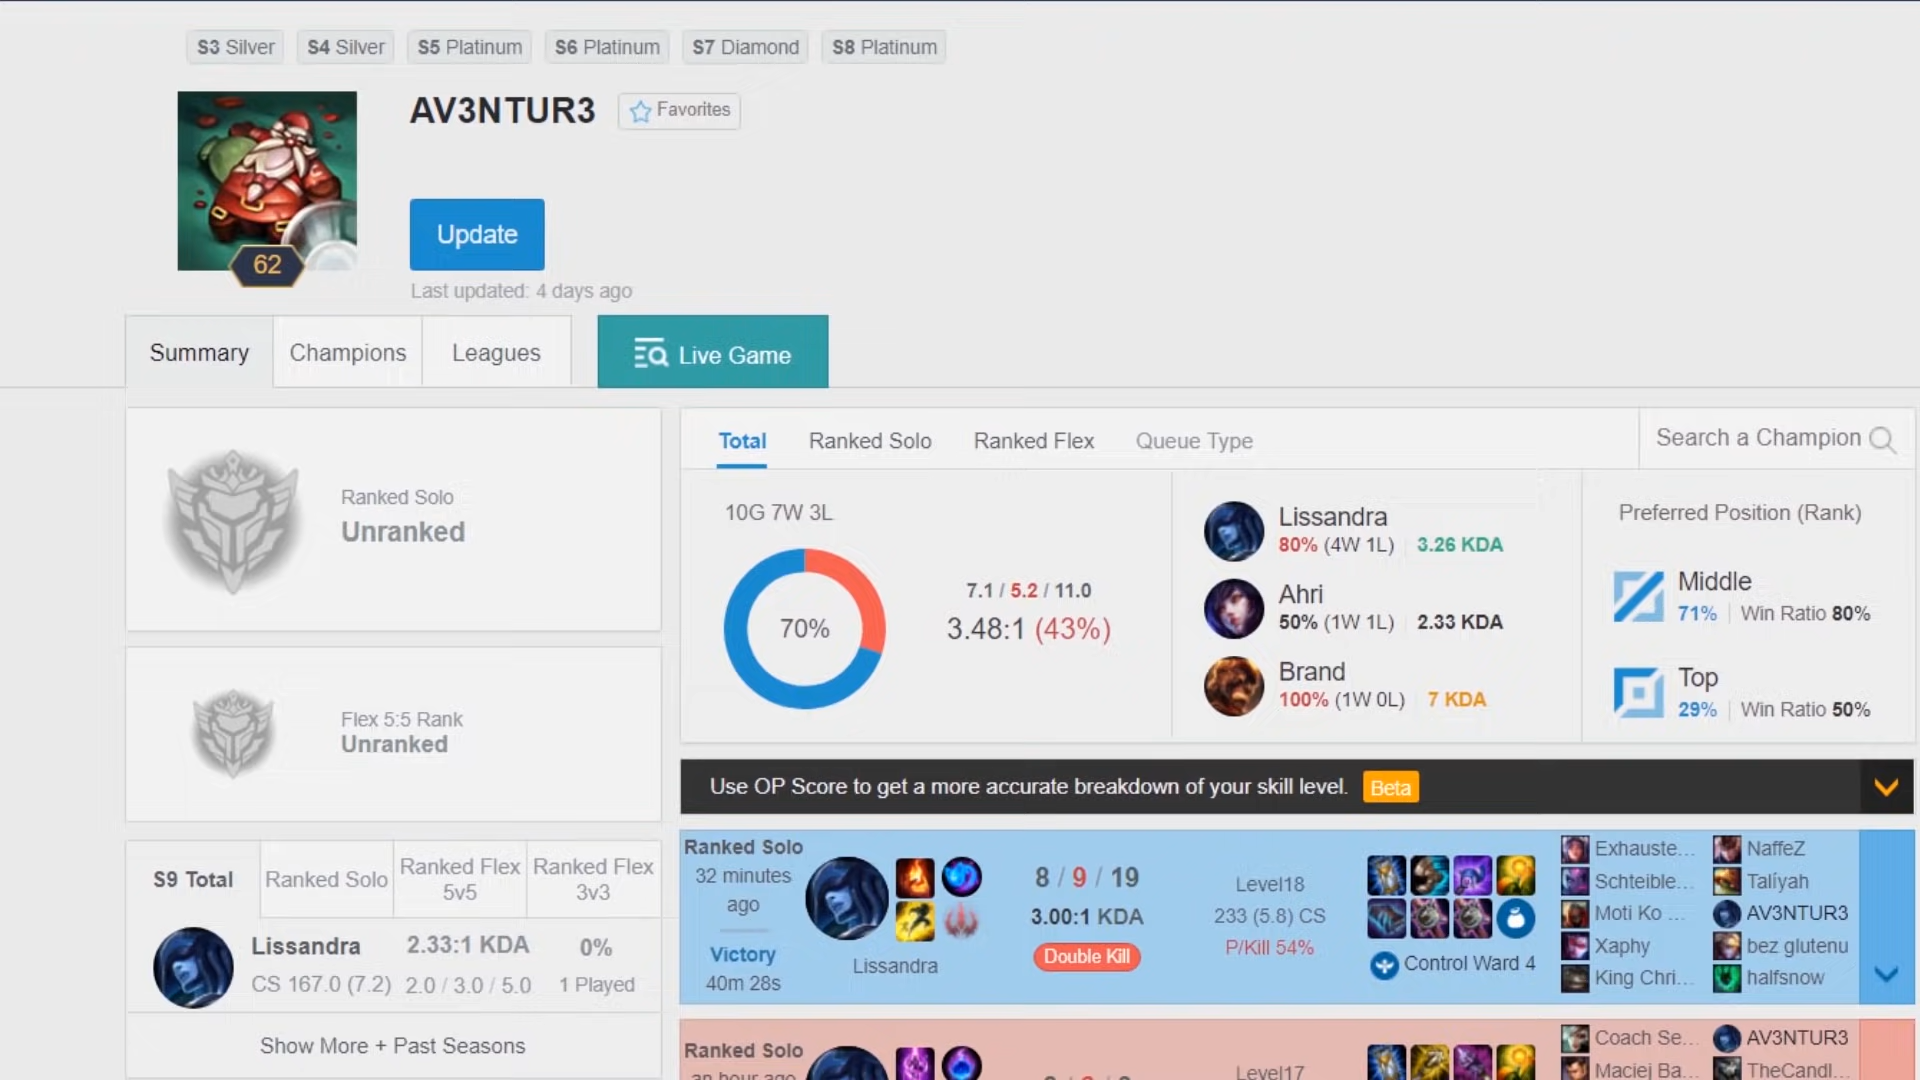 S3 Silver S4 Silver S5 Platinum S6 Platinum S7 Diamond S8 Platinum
AV3NTUR3 Favorites
62
Update
Last updated: 4 days ago
Summary Champions Leagues Live Game
Ranked Solo
Unranked
Flex 5:5 Rank
Unranked
S9 Total Ranked Solo Ranked Flex 5v5 Ranked Flex 3v3
Lissandra 2.33:1 KDA 0%
CS 167.0 (7.2) 2.0 / 3.0 / 5.0 1 Played
Show More + Past Seasons
Total Ranked Solo Ranked Flex Queue Type Search a Champion
10G 7W 3L
70%
7.1 / 5.2 / 11.0
3.48:1 (43%)
Lissandra
80% (4W 1L) 3.26 KDA
Ahri
50% (1W 1L) 2.33 KDA
Brand
100% (1W 0L) 7 KDA
Preferred Position (Rank)
Middle
71% Win Ratio 80%
Top
29% Win Ratio 50%
Use OP Score to get a more accurate breakdown of your skill level. Beta
Ranked Solo
32 minutes
ago
Victory
40m 28s
Lissandra
8 / 9 / 19
3.00:1 KDA
Double Kill
Level18
233 (5.8) CS
P/Kill 54%
Control Ward 4
Exhauste... NaffeZ
Schteible... Talíyah
Moti Ko ... AV3NTUR3
Xaphy bez glutenu
King Chri... halfsnow
Ranked Solo
an hour ago
Level17
Coach Se... AV3NTUR3
Maciej Ba... TheCandl...